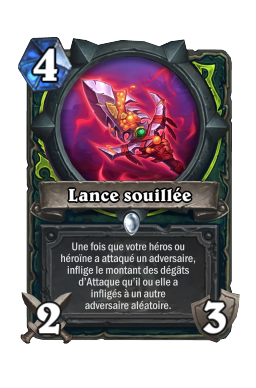 4
Lance souillée
Une fois que votre héros ou
héroïne a attaqué un adversaire,
inflige le montant des dégâts
d'Attaque qu'il ou elle a
infligés à un autre
adversaire aléatoire.
2
3